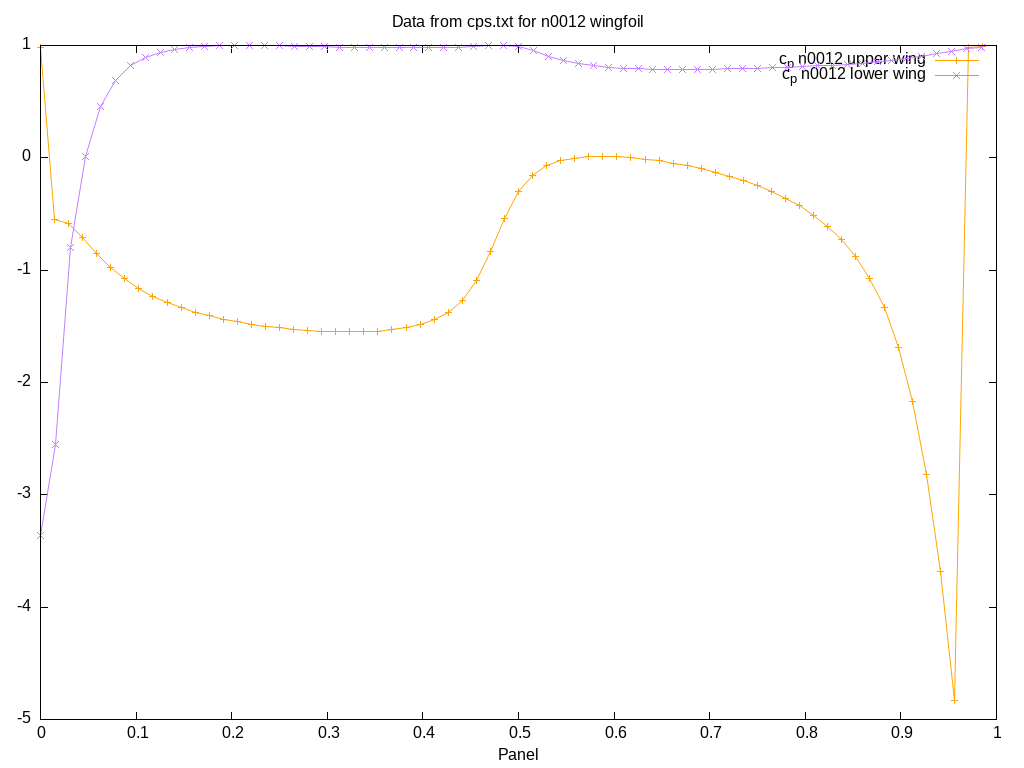 Data from cps.txt for n0012 wingfoil
1
c_p n0012 upper wing
c_p n0012 lower wing
0
-1
-2
-3
-4
-5
0 0.1 0.2 0.3 0.4 0.5 0.6 0.7 0.8 0.9 1
Panel